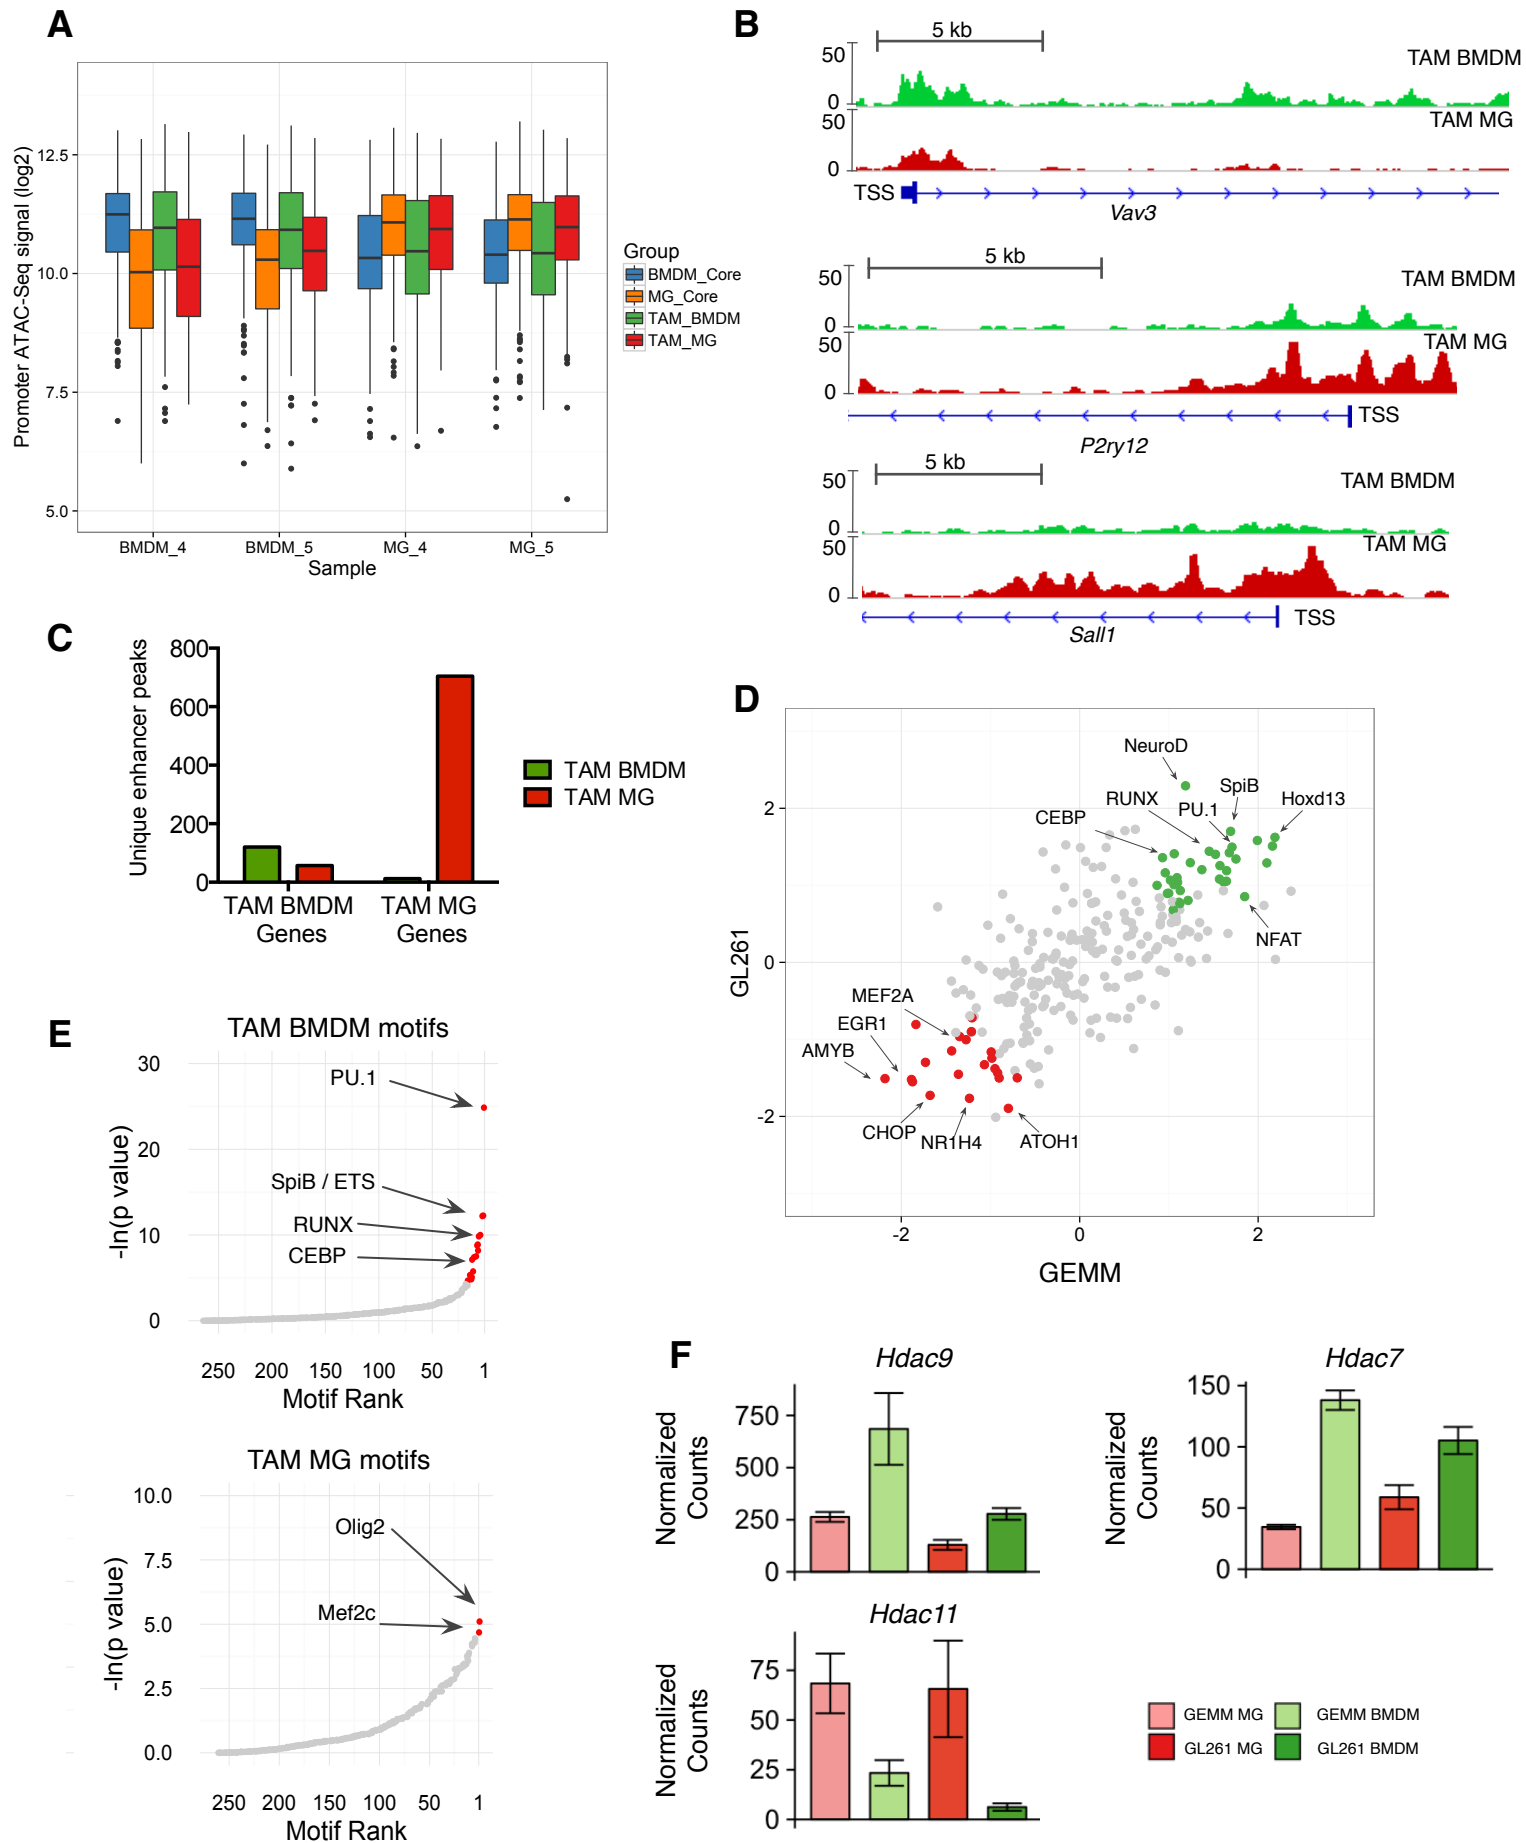 A
12.5
10.0
7.5
5.0
Promoter ATAC-Seq signal (log2)
BMDM_4
BMDM_5
MG_4
MG_5
Sample
Group
BMDM_Core
MG_Core
TAM_BMDM
TAM_MG
B
5 kb
50
0
TAM BMDM
50
0
TAM MG
TSS
Vav3
5 kb
50
0
TAM BMDM
50
0
TAM MG
TSS
P2ry12
5 kb
50
0
TAM BMDM
50
0
TAM MG
TSS
Sall1
C
Unique enhancer peaks
800
600
400
200
0
TAM BMDM
Genes
TAM MG
Genes
TAM BMDM
TAM MG
D
GL261
2
0
-2
NeuroD
SpiB
RUNX
PU.1
Hoxd13
CEBP
NFAT
MEF2A
EGR1
AMYB
CHOP
NR1H4
ATOH1
-2
0
2
GEMM
E
TAM BMDM motifs
-ln(p value)
30
20
10
0
PU.1
SpiB / ETS
RUNX
CEBP
250
200
150
100
50
1
Motif Rank
TAM MG motifs
-ln(p value)
10.0
7.5
5.0
2.5
0.0
Olig2
Mef2c
250
200
150
100
50
1
Motif Rank
F
Hdac9
Normalized
Counts
750
500
250
0
Hdac7
Normalized
Counts
150
100
50
0
Hdac11
Normalized
Counts
75
50
25
0
GEMM MG
GEMM BMDM
GL261 MG
GL261 BMDM